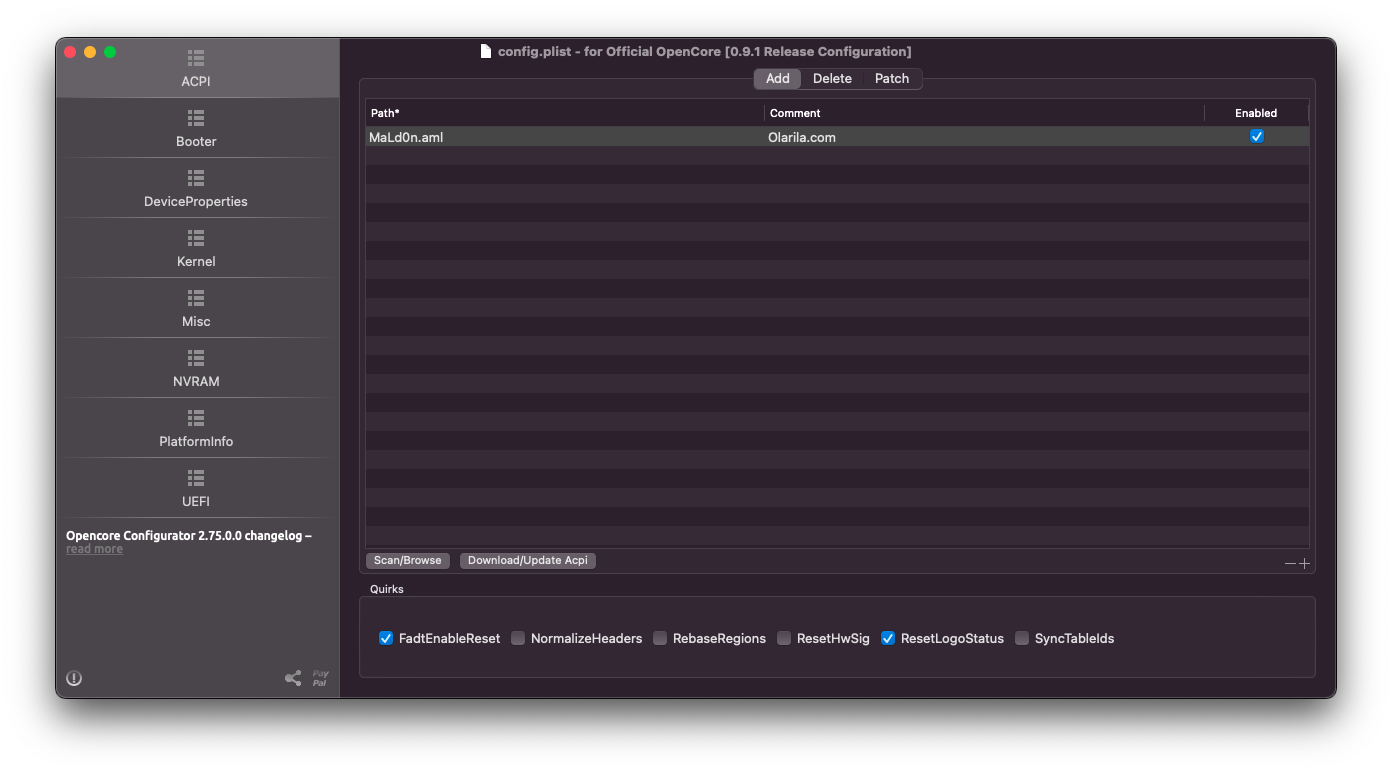 config.plist - for Official OpenCore [0.9.1 Release Configuration]
ACPI
Booter
DeviceProperties
Kernel
Misc
NVRAM
PlatformInfo
UEFI
Opencore Configurator 2.75.0.0 changelog –
read more
Pay
Pal
Add Delete Patch
Path* Comment Enabled
MaLd0n.aml Olarila.com
Scan/Browse Download/Update Acpi
Quirks
FadtEnableReset NormalizeHeaders RebaseRegions ResetHwSig ResetLogoStatus SyncTableIds